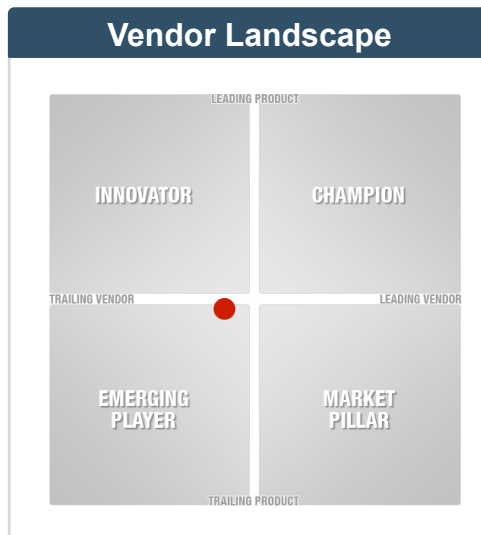 Vendor Landscape
LEADING PRODUCT
INNOVATOR
CHAMPION
TRAILING VENDOR
LEADING VENDOR
EMERGING
PLAYER
MARKET
PILLAR
TRAILING PRODUCT